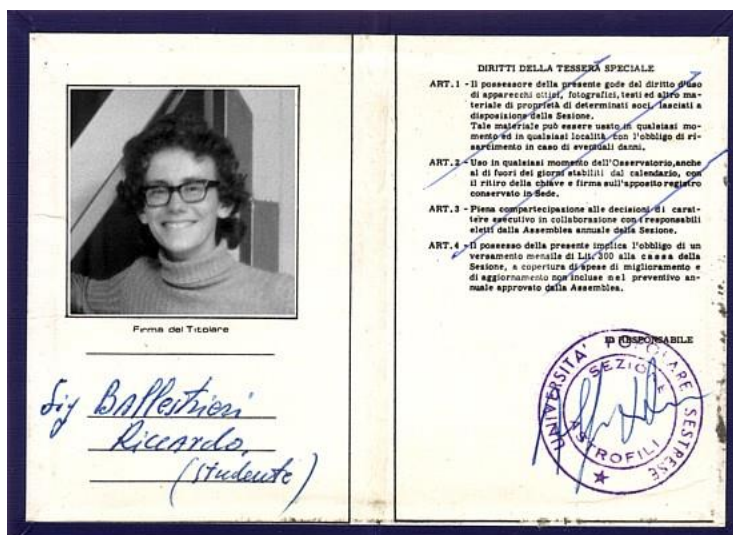 Firma del Titolare
Sig Ballestrieri
Riccardo,
(studente)
DIRITTI DELLA TESSERA SPECIALE
ART.1 - Il possessore della presente gode del diritto d'uso
di apparecchi ottici, fotografici, testi ed altro ma-
teriale di proprietà di determinati soci, lasciati a
disposizione della Sezione.
Tale materiale può essere usato in qualsiasi mo-
mento ed in qualsiasi località con l'obbligo di ri-
sarcimento in caso di eventuali danni.
ART.2 - Uso in qualsiasi momento dell'Osservatorio, anche
al di fuori dei giorni stabiliti dal calendario, con
il ritiro della chiave e firma sull'apposito registro
conservato in Sede.
ART.3 - Piena compartecipazione alle decisioni di carat-
tere esecutivo in collaborazione con i responsabili
eletti dalla Assemblea annuale della Sezione.
ART.4 - Il possesso della presente implica l'obbligo di un
versamento mensile di Lit. 300 alla cassa della
Sezione, a copertura di spese di miglioramento e
di aggiornamento non incluse nel preventivo an-
nuale approvato dalla Assemblea.
RESPONSABILE
UNIVERSITA' POPOLARE SESTRESE
SEZIONE
ASTROFILI